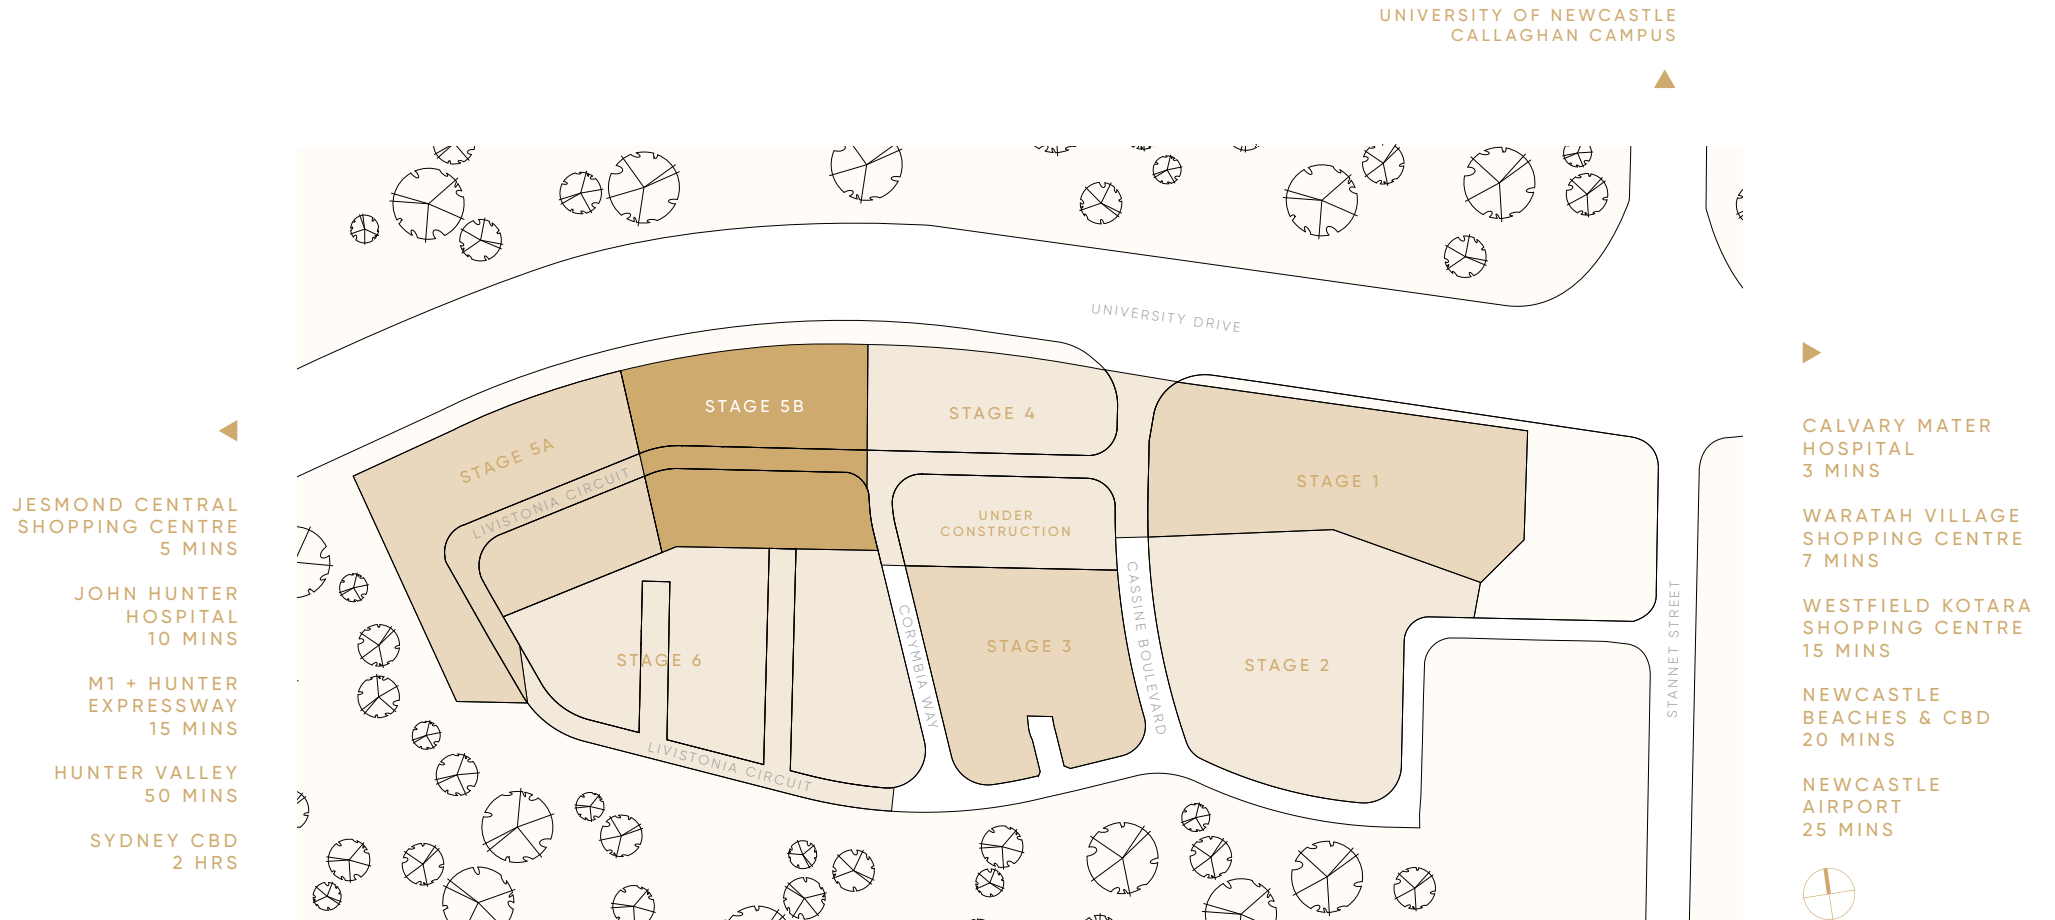 UNIVERSITY OF NEWCASTLE
CALLAGHAN CAMPUS
UNIVERSITY DRIVE
STAGE 5B
STAGE 4
STAGE 5A
LIVISTONIA CIRCUIT
STAGE 1
UNDER
CONSTRUCTION
STAGE 6
STAGE 3
STAGE 2
CORYMBIA WAY
CASSINE BOULEVARD
STANNET STREET
LIVISTONIA CIRCUIT
JESMOND CENTRAL
SHOPPING CENTRE
5 MINS
JOHN HUNTER
HOSPITAL
10 MINS
M1 + HUNTER
EXPRESSWAY
15 MINS
HUNTER VALLEY
50 MINS
SYDNEY CBD
2 HRS
CALVARY MATER
HOSPITAL
3 MINS
WARATAH VILLAGE
SHOPPING CENTRE
7 MINS
WESTFIELD KOTARA
SHOPPING CENTRE
15 MINS
NEWCASTLE
BEACHES & CBD
20 MINS
NEWCASTLE
AIRPORT
25 MINS